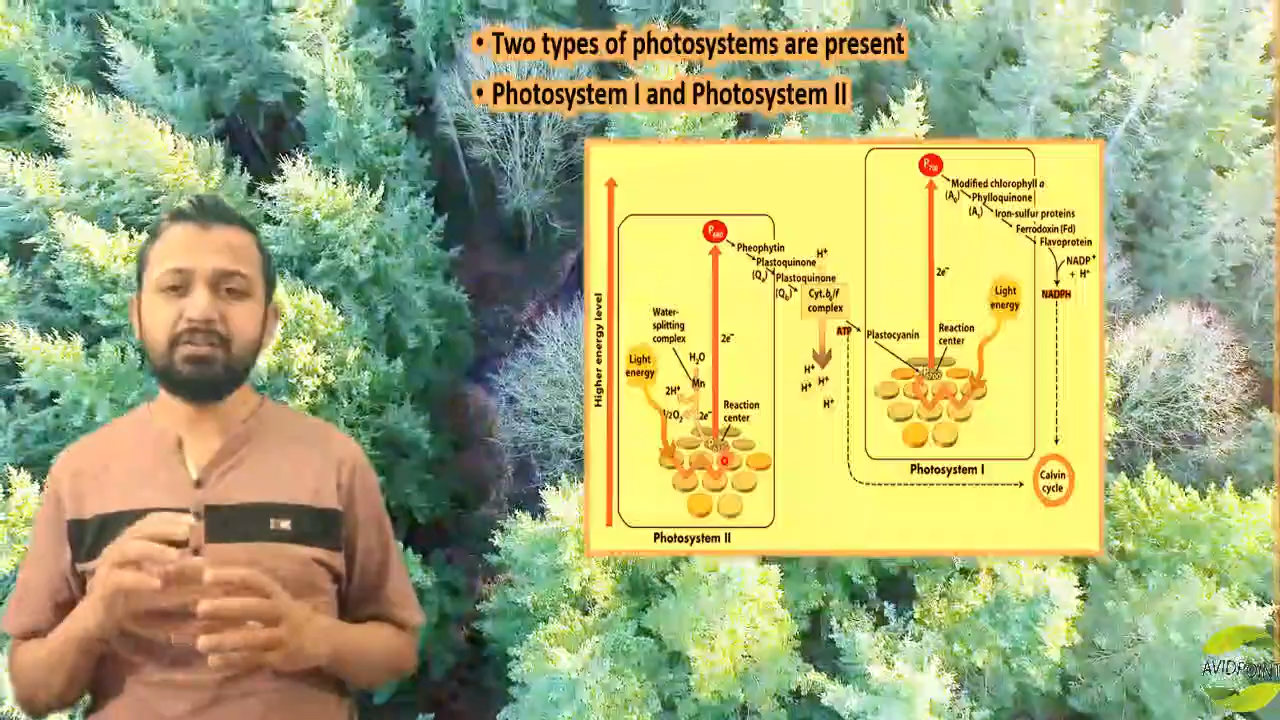 • Two types of photosystems are present
• Photosystem I and Photosystem II
Higher energy level
P680
Pheophytin
Plastoquinone
(Qa)
Plastoquinone
(Qb)
H+
Cyt.b6/f
complex
H+
H+ H+
H+
Water-
splitting
complex
Light
energy
H₂O
Mn
2H+
½O₂
2e⁻
2e⁻
Reaction
center
Photosystem II
ATP
Plastocyanin
P700
Modified chlorophyll a
(A0)
Phylloquinone
(A1)
Iron-sulfur proteins
Ferrodoxin (Fd)
Flavoprotein
NADP+
+ H+
NADPH
2e⁻
Light
energy
Reaction
center
Photosystem I
Calvin
cycle
AVIDPOINT